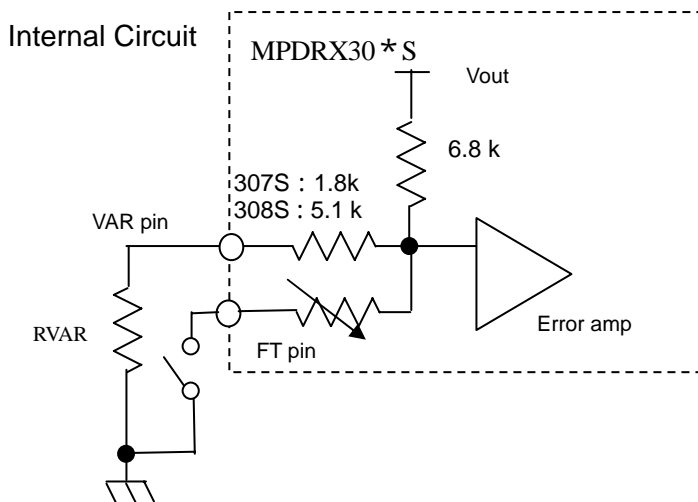 Internal Circuit
MPDRX30*S
Vout
6.8 k
307S : 1.8k
308S : 5.1 k
VAR pin
RVAR
FT pin
Error amp